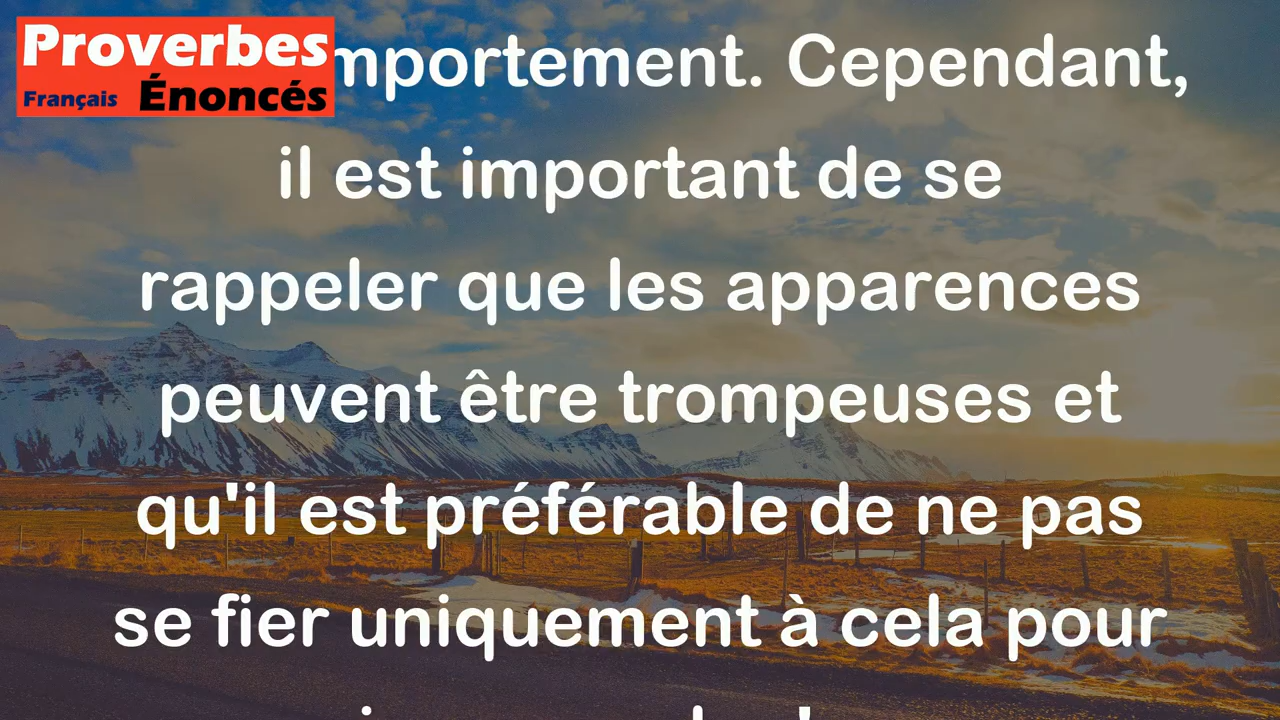 Proverbes
Français Énoncés
mportement. Cependant,
il est important de se
rappeler que les apparences
peuvent être trompeuses et
qu'il est préférable de ne pas
se fier uniquement à cela pour